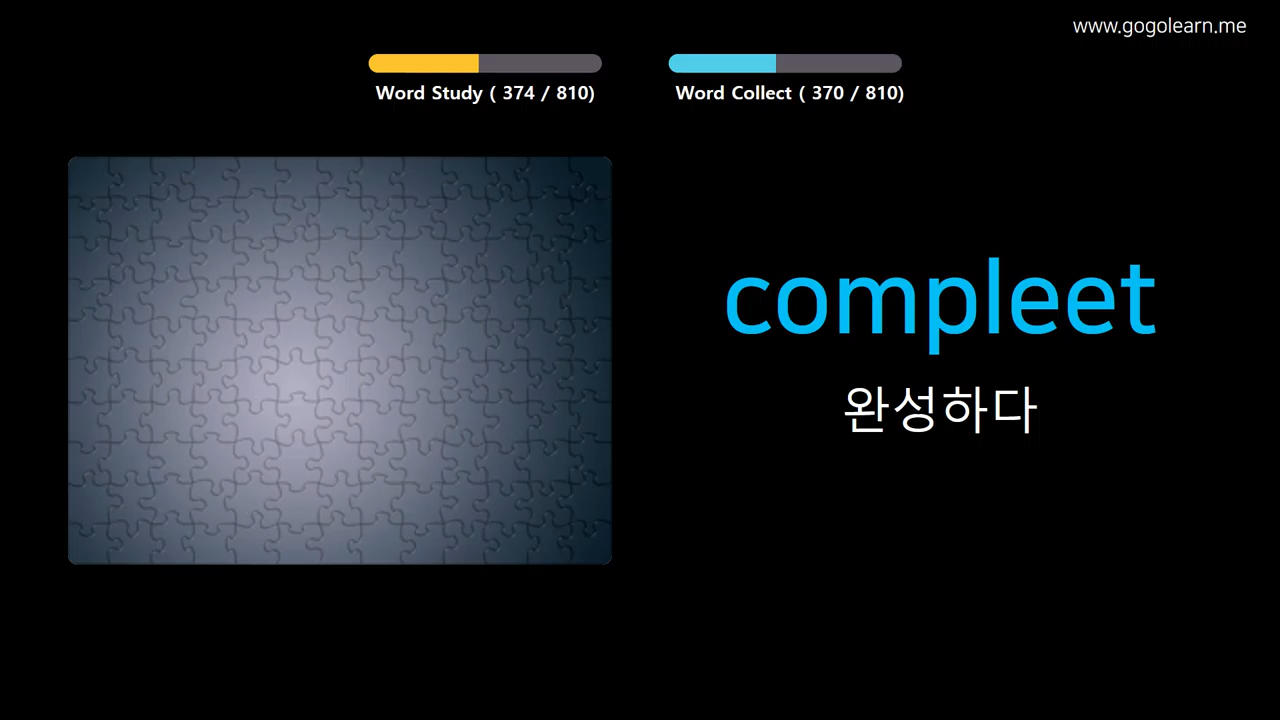 www.gogolearn.me
Word Study ( 374 / 810)
Word Collect ( 370 / 810)
compleet
완성하다